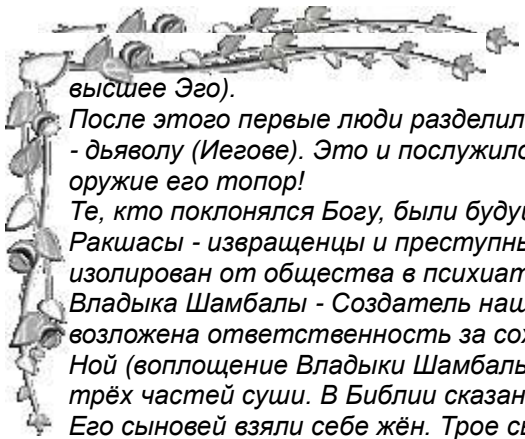 высшее Эго).
После этого первые люди разделил
- дьяволу (Иегове). Это и послужило
оружие его топор!
Те, кто поклонялся Богу, были буду
Ракшасы - извращенцы и преступн
изолирован от общества в психиат
Владыка Шамбалы - Создатель наш
возложена ответственность за со
Ной (воплощение Владыки Шамбаль
трёх частей суши. В Библии сказан
Его сыновей взяли себе жён. Трое с